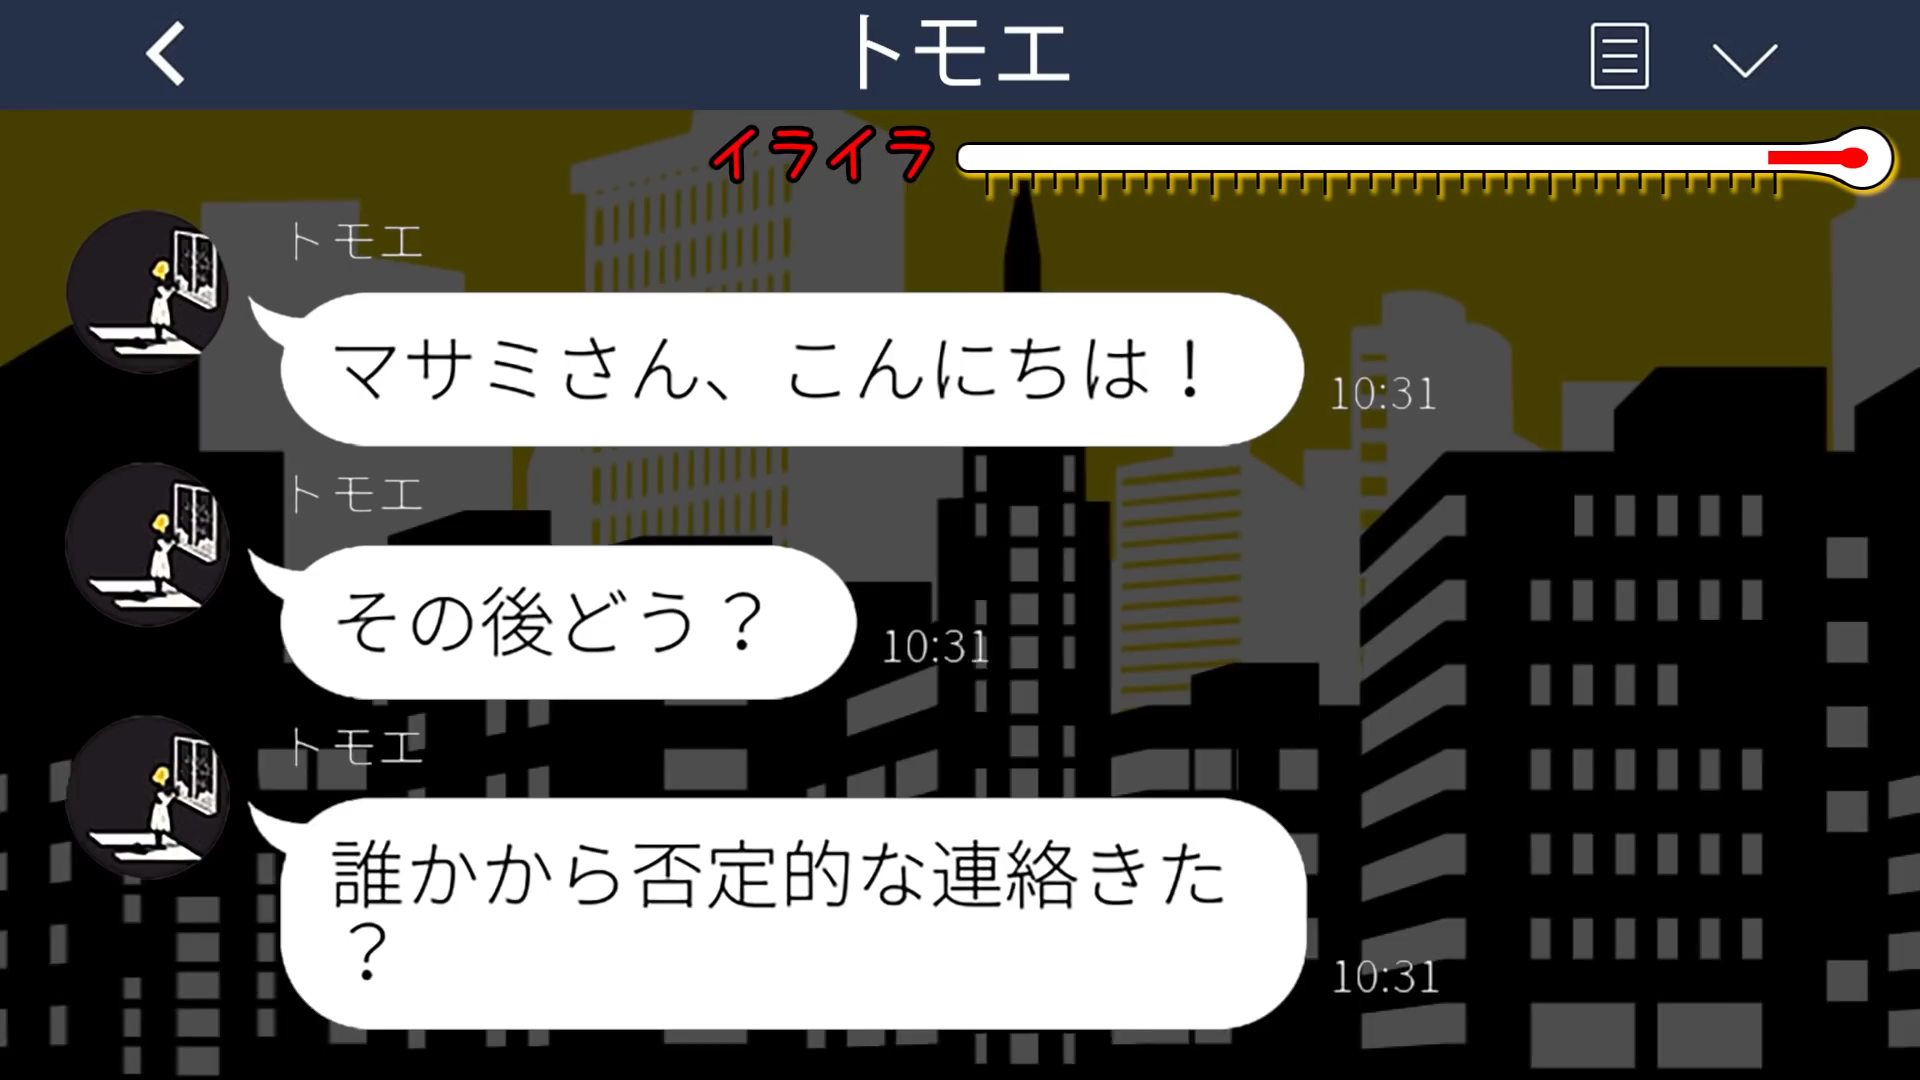 トモエ
イライラ
トモエ
マサミさん、こんにちは！
10:31
トモエ
その後どう？
10:31
トモエ
誰かから否定的な連絡きた
？
10:31